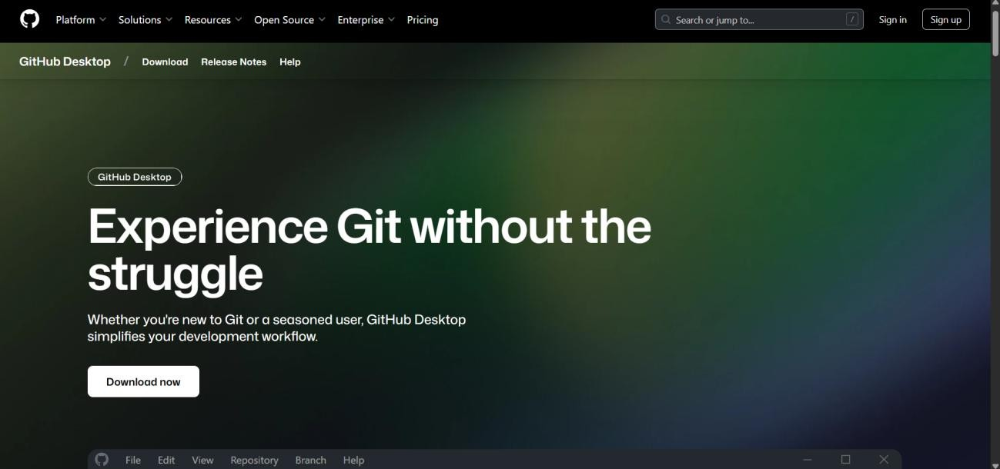 Platform Solutions Resources Open Source Enterprise Pricing Search or jump to... / Sign in Sign up
GitHub Desktop / Download Release Notes Help
GitHub Desktop
Experience Git without the
struggle
Whether you're new to Git or a seasoned user, GitHub Desktop
simplifies your development workflow.
Download now
File Edit View Repository Branch Help